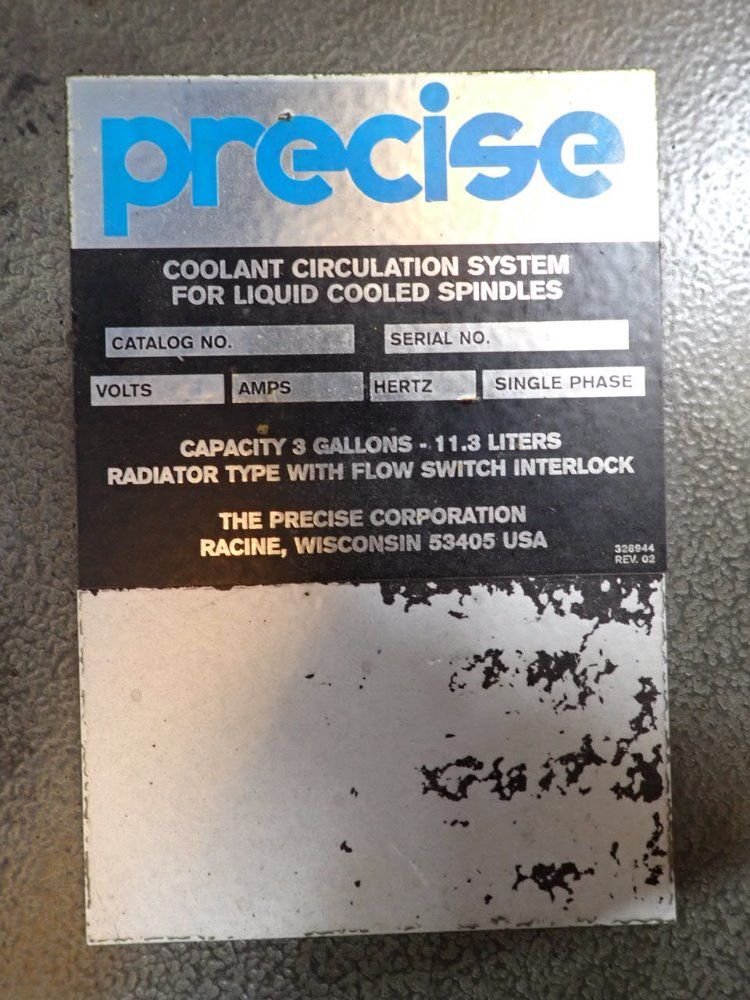 precise
COOLANT CIRCULATION SYSTEM
FOR LIQUID COOLED SPINDLES
CATALOG NO. SERIAL NO.
VOLTS AMPS HERTZ SINGLE PHASE
CAPACITY 3 GALLONS - 11.3 LITERS
RADIATOR TYPE WITH FLOW SWITCH INTERLOCK
THE PRECISE CORPORATION
RACINE, WISCONSIN 53405 USA
328944
REV. 02